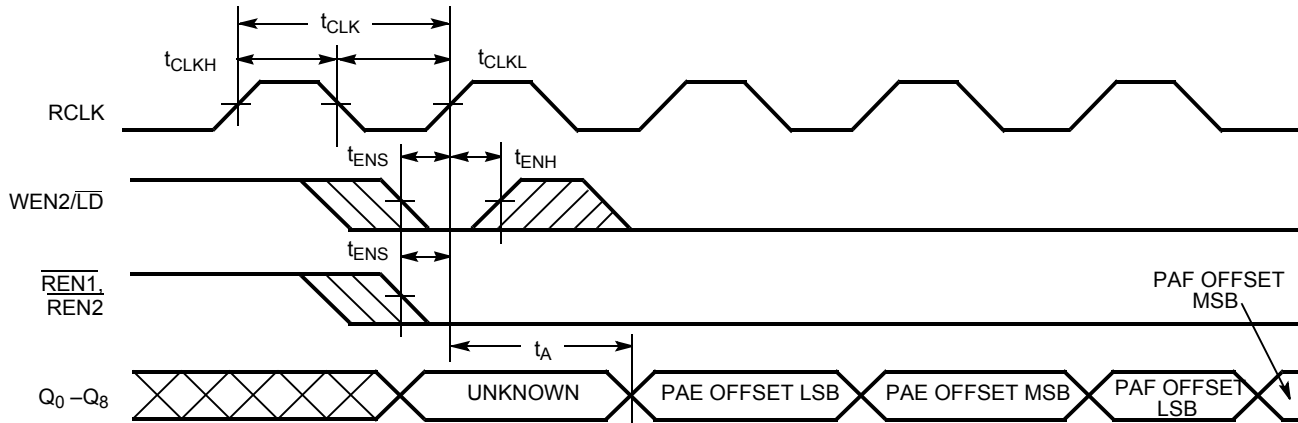 tCLK
tCLKH
tCLKL
RCLK
tENS
tENH
WEN2/LD
tENS
REN1,
REN2
PAF OFFSET
MSB
tA
Q0 –Q8
UNKNOWN
PAE OFFSET LSB
PAE OFFSET MSB
PAF OFFSET
LSB